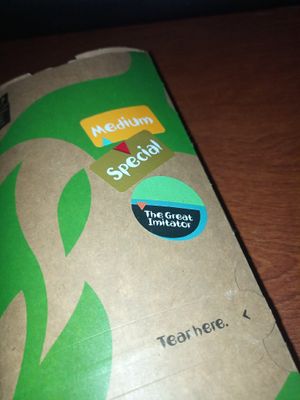 Medium
Special
The Great
Imitator
Tear here.